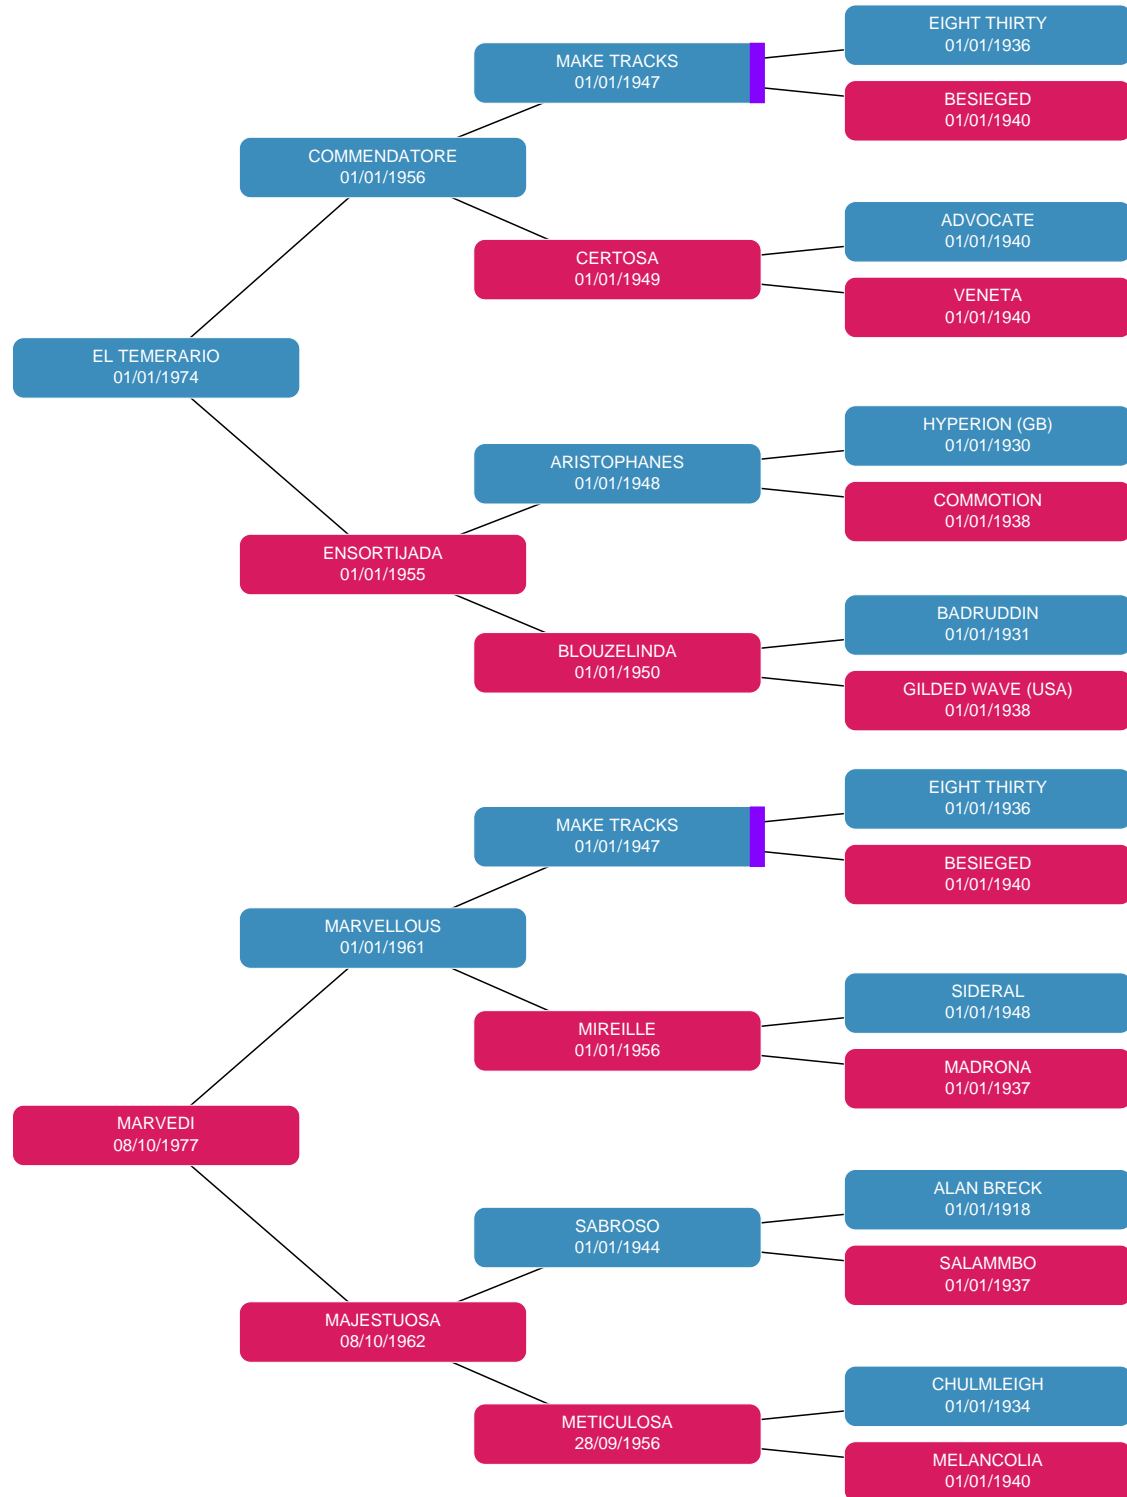 EIGHT THIRTY
01/01/1936
MAKE TRACKS
01/01/1947
BESIEGED
01/01/1940
COMMENDATORE
01/01/1956
ADVOCATE
01/01/1940
CERTOSA
01/01/1949
VENETA
01/01/1940
EL TEMERARIO
01/01/1974
HYPERION (GB)
01/01/1930
ARISTOPHANES
01/01/1948
COMMOTION
01/01/1938
ENSORTIJADA
01/01/1955
BADRUDDIN
01/01/1931
BLOUZELINDA
01/01/1950
GILDED WAVE (USA)
01/01/1938
EIGHT THIRTY
01/01/1936
MAKE TRACKS
01/01/1947
BESIEGED
01/01/1940
MARVELLOUS
01/01/1961
SIDERAL
01/01/1948
MIREILLE
01/01/1956
MADRONA
01/01/1937
MARVEDI
08/10/1977
ALAN BRECK
01/01/1918
SABROSO
01/01/1944
SALAMMBO
01/01/1937
MAJESTUOSA
08/10/1962
CHULMLEIGH
01/01/1934
METICULOSA
28/09/1956
MELANCOLIA
01/01/1940